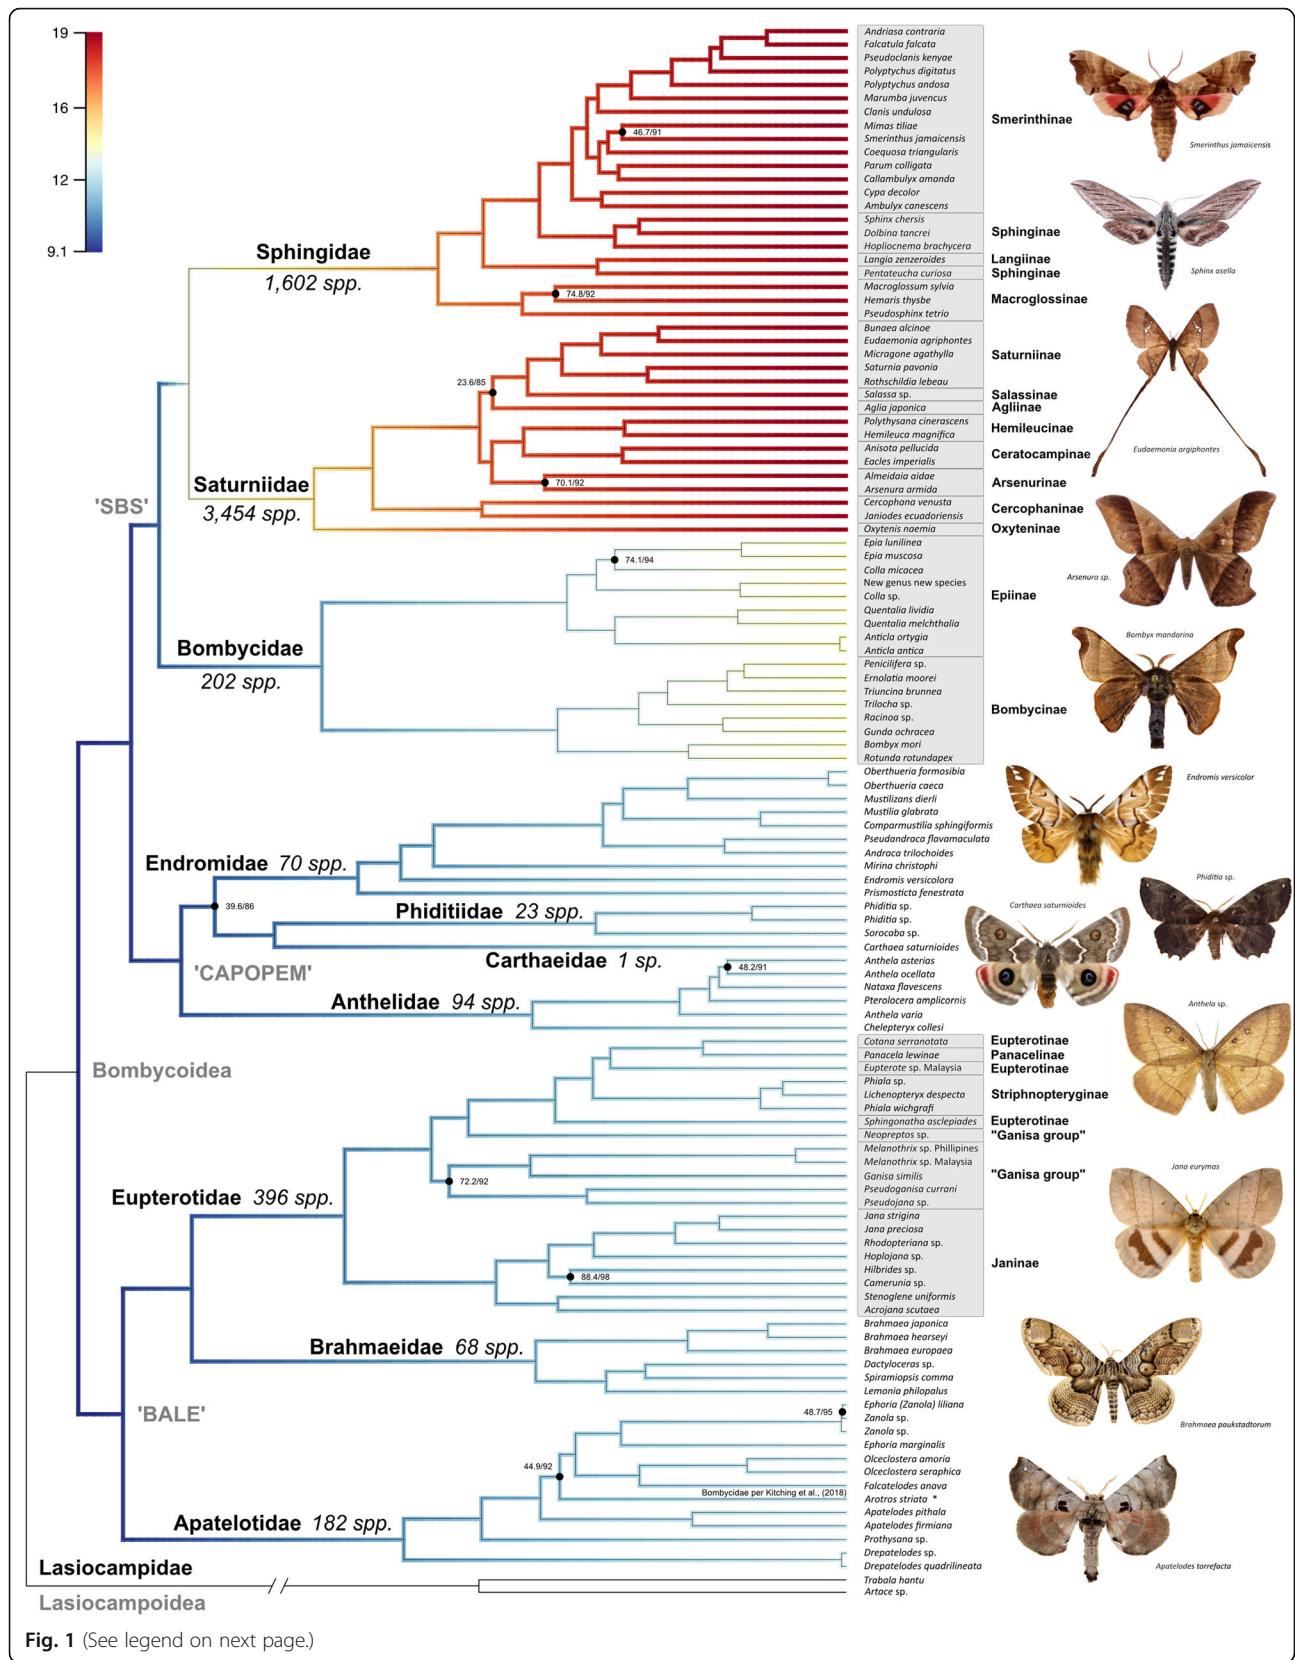 19
16
12
9.1
Sphingidae
1,602 spp.
Andriasa contraria
Falcatula falcata
Pseudoclanis kenyae
Polyptychus digitatus
Polyptychus andosa
Marumba juvencus
Clanis undulosa
Mimas tiliae
46.7/91
Smerinthus jamaicensis
Coequosa triangularis
Parum colligata
Callambulyx amanda
Cypa decolor
Ambulyx canescens
Smerinthinae
Smerinthus jamaicensis
Sphinx chersis
Dolbina tancrei
Hopliocnema brachycera
Sphinginae
Sphinx asella
Langia zenzeroides
Langiinae
Pentateucha curiosa
Sphinginae
Macroglossum sylvia
74.8/92
Hemaris thysbe
Pseudosphinx tetrio
Macroglossinae
'SBS'
Saturniidae
3,454 spp.
Bunaea alcinoe
Eudaemonia agriphontes
Micragone agathylla
Saturnia pavonia
Rothschildia lebeau
Saturniinae
23.6/85
Salassa sp.
Salassinae
Aglia japonica
Agliinae
Polythysana cinerascens
Hemileuca magnifica
Hemileucinae
Anisota pellucida
Eacles imperialis
Ceratocampinae
Eudaemonia argiphontes
Almeidaia aidae
70.1/92
Arsenura armida
Arsenurinae
Cercophana venusta
Janiodes ecuadoriensis
Cercophaninae
Oxytenis naemia
Oxyteninae
Arsenura sp.
Bombycidae
202 spp.
Epia lunilinea
Epia muscosa
74.1/94
Colla micacea
New genus new species
Colla sp.
Quentalia lividia
Quentalia melchthalia
Anticla ortygia
Anticla antica
Epiinae
Bombyx mandarina
Penicilifera sp.
Ernolatia moorei
Triuncina brunnea
Trilocha sp.
Racinoa sp.
Gunda ochracea
Bombyx mori
Rotunda rotundapex
Bombycinae
Endromidae 70 spp.
Oberthueria formosibia
Oberthueria caeca
Mustilizans dierli
Mustilia glabrata
Comparmustilia sphingiformis
Pseudandraca flavamaculata
Andraca trilochoides
Mirina christophi
Endromis versicolora
Prismosticta fenestrata
Endromis versicolor
39.6/86
Phiditiidae 23 spp.
Phiditia sp.
Phiditia sp.
Sorocaba sp.
Phiditia sp.
'CAPOPEM'
Carthaea saturnioides
Carthaeidae 1 sp.
Carthaea saturnioides
Anthelidae 94 spp.
Anthela asterias
48.2/91
Anthela ocellata
Nataxa flavescens
Pterolocera amplicornis
Anthela varia
Chelepteryx collesi
Anthela sp.
Bombycoidea
Cotana serranotata
Eupterotinae
Panacela lewinae
Panacelinae
Eupterote sp. Malaysia
Eupterotinae
Phiala sp.
Lichenopteryx despecta
Phiala wichgrafi
Striphnopteryginae
Sphingonatha asclepiades
Eupterotinae
Neopreptos sp.
"Ganisa group"
Eupterotidae 396 spp.
Melanothrix sp. Phillipines
Melanothrix sp. Malaysia
Ganisa similis
72.2/92
Pseudoganisa currani
Pseudojana sp.
"Ganisa group"
Jana eurymas
Jana strigina
Jana preciosa
Rhodopteriana sp.
Hoplojana sp.
Hilbrides sp.
88.4/98
Camerunia sp.
Stenoglene uniformis
Acrojana scutaea
Janinae
Brahmaeidae 68 spp.
Brahmaea japonica
Brahmaea hearseyi
Brahmaea europaea
Dactyloceras sp.
Spiramiopsis comma
Lemonia philopalus
Brahmaea paukstadtorum
'BALE'
Ephoria (Zanola) liliana
48.7/95
Zanola sp.
Zanola sp.
Ephoria marginalis
Olceclostera amoria
44.9/92
Olceclostera seraphica
Falcatelodes anava
Bombycidae per Kitching et al., (2018)
Arotros striata *
Apatelodes pithala
Apatelodes firmiana
Prothysana sp.
Drepatelodes sp.
Drepatelodes quadrilineata
Apatelotidae 182 spp.
Apatelodes torrefacta
Lasiocampidae
Lasiocampoidea
Trabala hantu
Artace sp.
Fig. 1 (See legend on next page.)